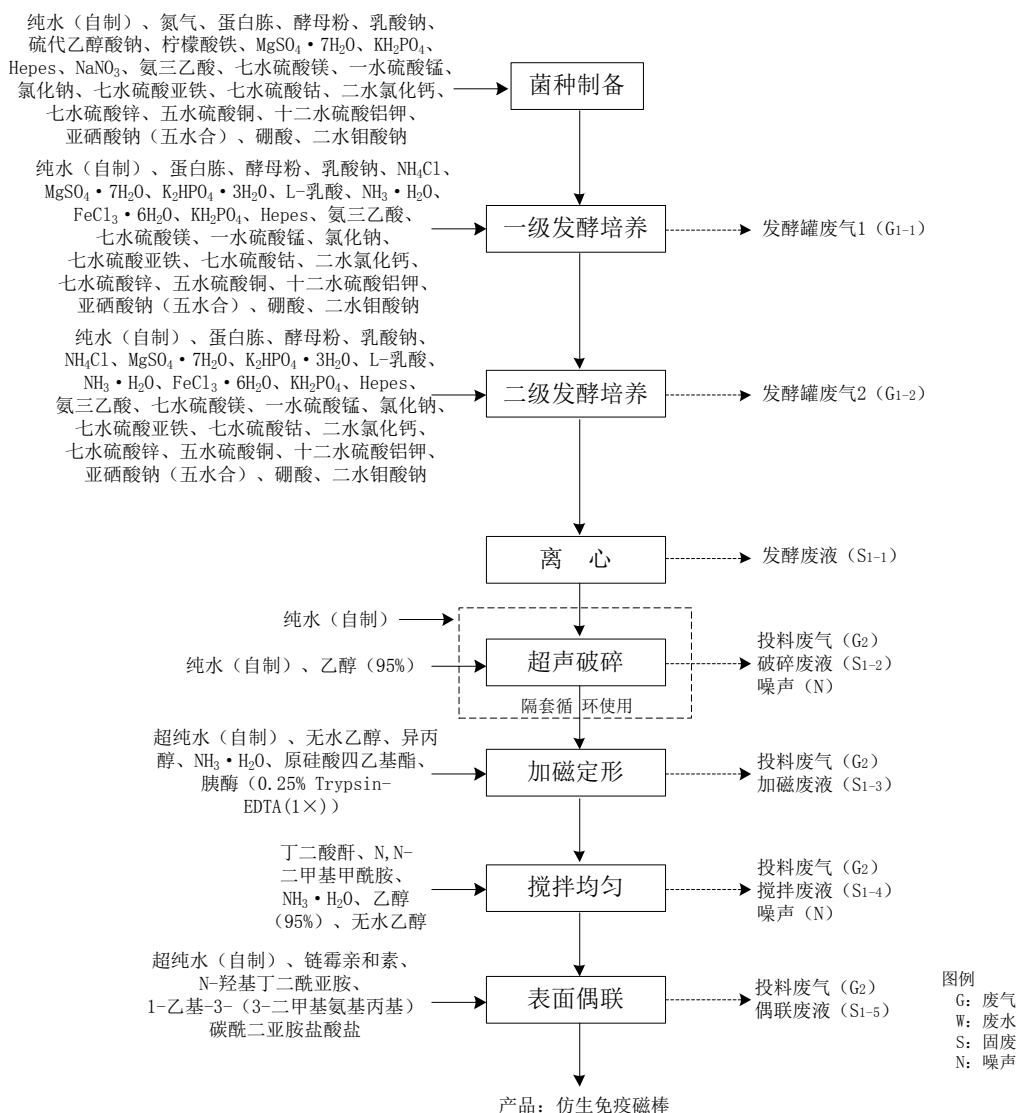 纯水（自制）、氮气、蛋白胨、酵母粉、乳酸钠、
硫代乙醇酸钠、柠檬酸铁、MgSO₄·7H₂O、KH₂PO₄、
Hepes、NaNO₃、氨三乙酸、七水硫酸镁、一水硫酸锰、
氯化钠、七水硫酸亚铁、七水硫酸钴、二水氯化钙、
七水硫酸锌、五水硫酸铜、十二水硫酸铝钾、
亚硒酸钠（五水合）、硼酸、二水钼酸钠
菌种制备
纯水（自制）、蛋白胨、酵母粉、乳酸钠、NH₄Cl、
MgSO₄·7H₂O、K₂HPO₄·3H₂O、L-乳酸、NH₃·H₂O、
FeCl₃·6H₂O、KH₂PO₄、Hepes、氨三乙酸、
七水硫酸镁、一水硫酸锰、氯化钠、
七水硫酸亚铁、七水硫酸钴、二水氯化钙、
七水硫酸锌、五水硫酸铜、十二水硫酸铝钾、
亚硒酸钠（五水合）、硼酸、二水钼酸钠
一级发酵培养
发酵罐废气1（G1-1）
纯水（自制）、蛋白胨、酵母粉、乳酸钠、
NH₄Cl、MgSO₄·7H₂O、K₂HPO₄·3H₂O、L-乳酸、
NH₃·H₂O、FeCl₃·6H₂O、KH₂PO₄、Hepes、
氨三乙酸、七水硫酸镁、一水硫酸锰、氯化钠、
七水硫酸亚铁、七水硫酸钴、二水氯化钙、
七水硫酸锌、五水硫酸铜、十二水硫酸铝钾、
亚硒酸钠（五水合）、硼酸、二水钼酸钠
二级发酵培养
发酵罐废气2（G1-2）
离 心
发酵废液（S1-1）
纯水（自制）
纯水（自制）、乙醇（95%）
超声破碎
隔套循 环使用
投料废气（G2）
破碎废液（S1-2）
噪声（N）
超纯水（自制）、无水乙醇、异丙
醇、NH₃·H₂O、原硅酸四乙基酯、
胰酶（0.25% Trypsin-
EDTA(1×)）
加磁定形
投料废气（G2）
加磁废液（S1-3）
丁二酸酐、N,N-
二甲基甲酰胺、
NH₃·H₂O、乙醇
（95%）、无水乙醇
搅拌均匀
投料废气（G2）
搅拌废液（S1-4）
噪声（N）
超纯水（自制）、链霉亲和素、
N-羟基丁二酰亚胺、
1-乙基-3-（3-二甲基氨基丙基）
碳酰二亚胺盐酸盐
表面偶联
投料废气（G2）
偶联废液（S1-5）
产品：仿生免疫磁棒
图例
G：废气
W：废水
S：固废
N：噪声